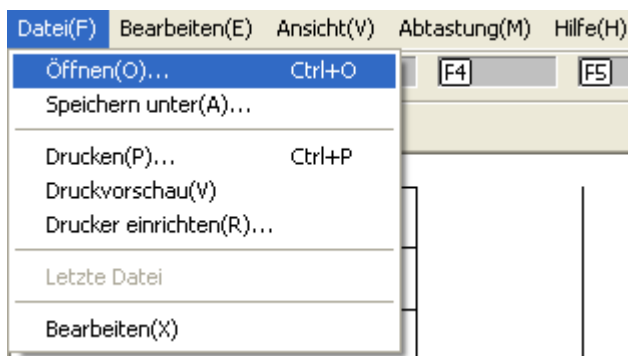 Datei(F) Bearbeiten(E) Ansicht(V) Abtastung(M) Hilfe(H)
Öffnen(O)... Ctrl+O F4 F5
Speichern unter(A)...
Drucken(P)... Ctrl+P
Druckvorschau(V)
Drucker einrichten(R)...
Letzte Datei
Bearbeiten(X)